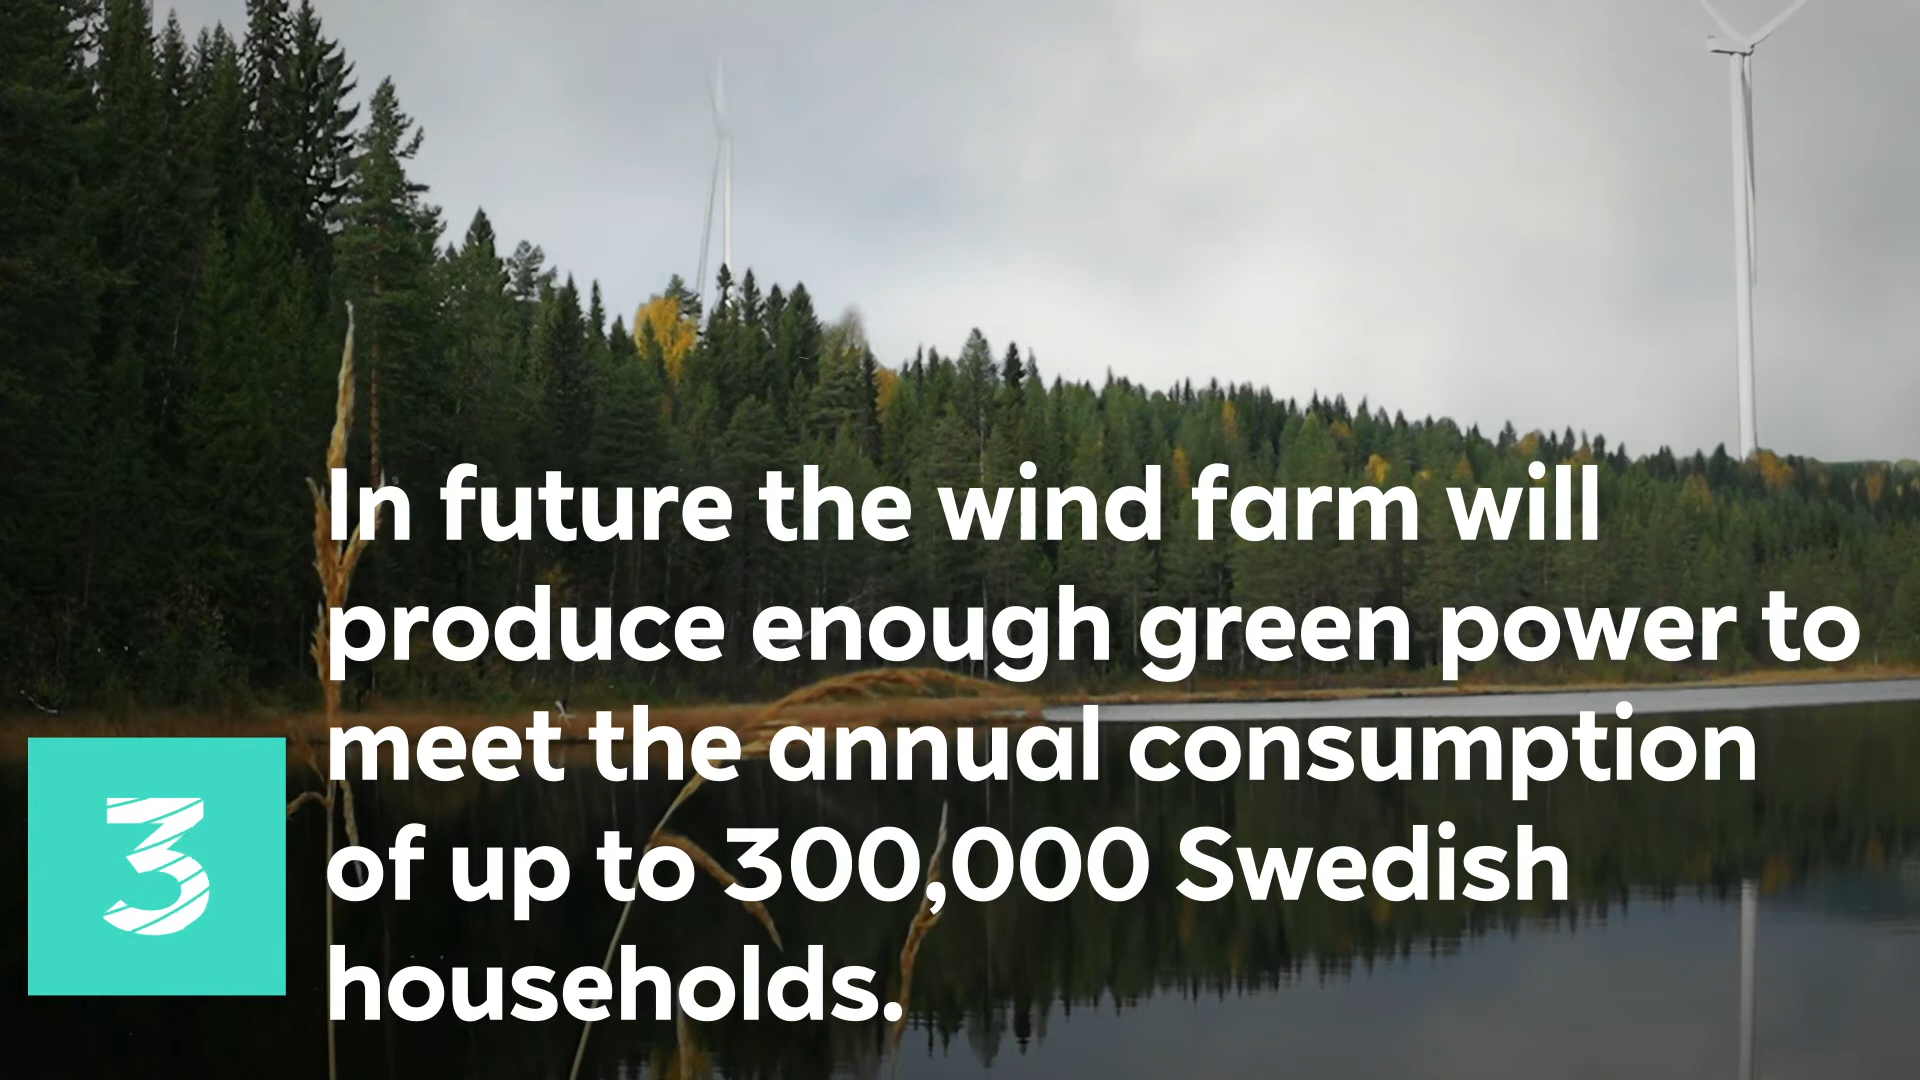 In future the wind farm will
produce enough green power to
meet the annual consumption
of up to 300,000 Swedish
households.
3